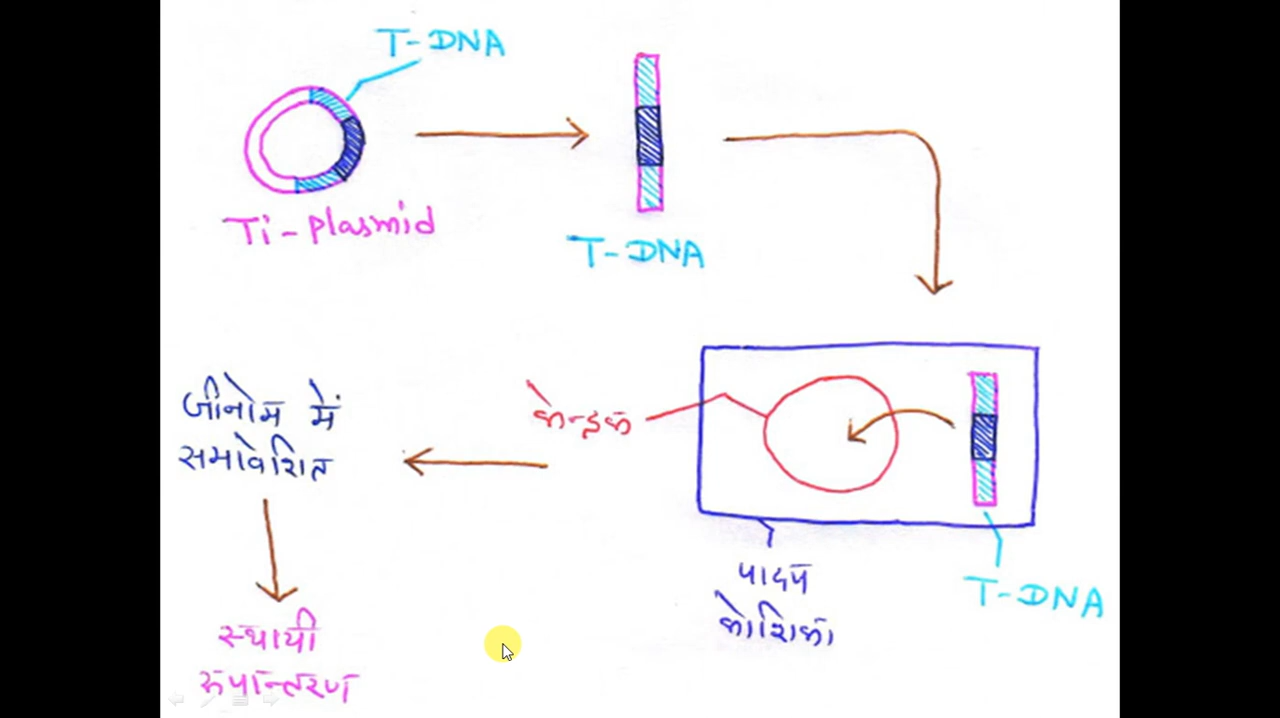 T-DNA
Ti-Plasmid
T-DNA
जीनोम में
समावेशित
केन्द्रक
पादप
कोशिका
T-DNA
स्थायी
रूपान्तरण